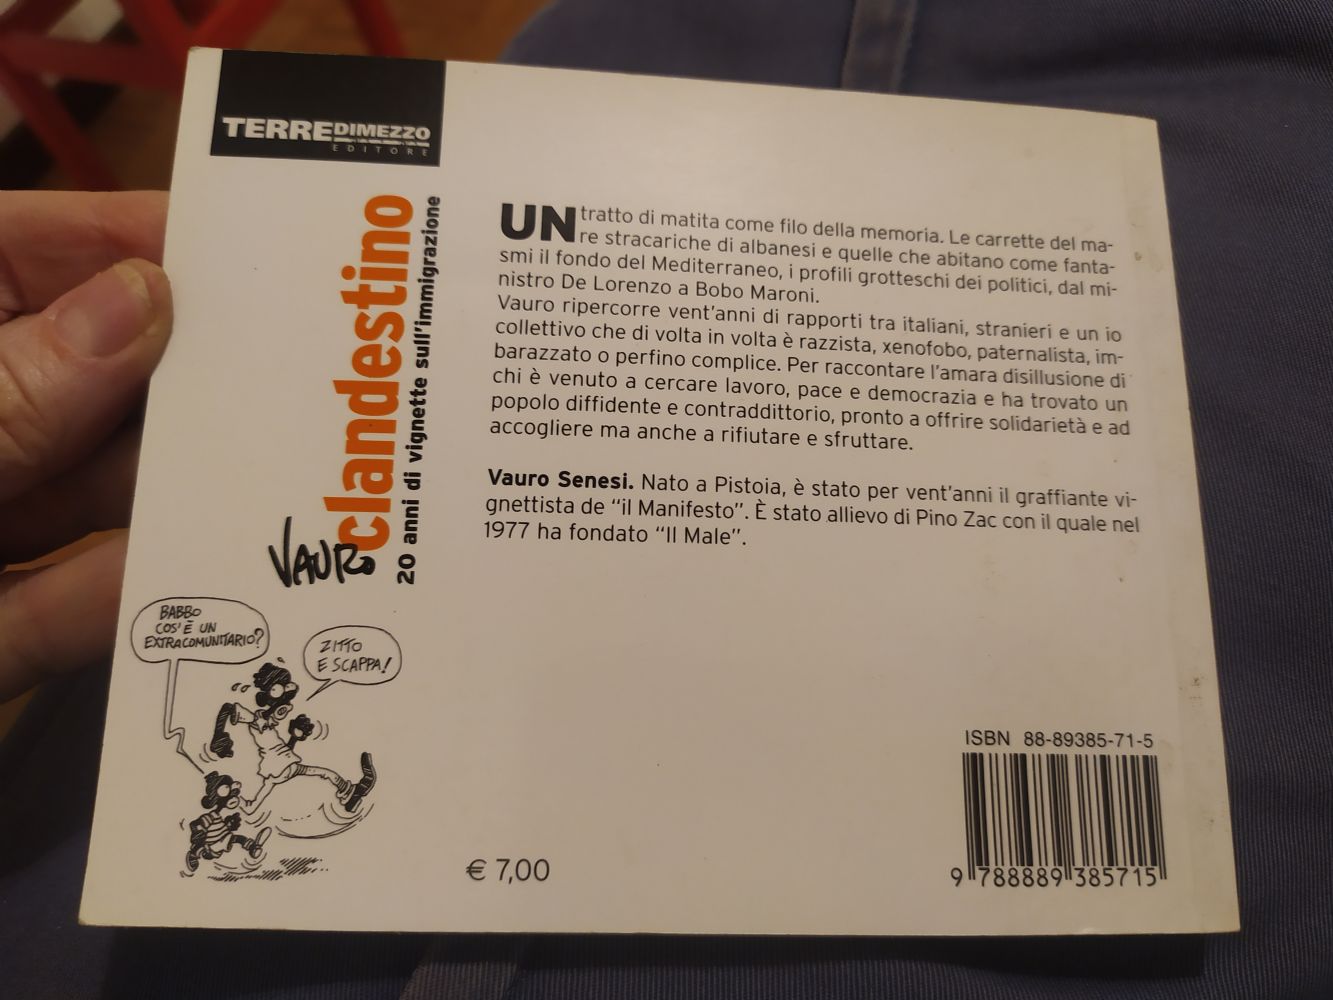 TERRE DIMEZZO
EDITORE
Vauro
clandestino
20 anni di vignette sull'immigrazione
UN tratto di matita come filo della memoria. Le carrette del ma-
re stracariche di albanesi e quelle che abitano come fanta-
smi il fondo del Mediterraneo, i profili grotteschi dei politici, dal mi-
nistro De Lorenzo a Bobo Maroni.
Vauro ripercorre vent'anni di rapporti tra italiani, stranieri e un io
collettivo che di volta in volta è razzista, xenofobo, paternalista, im-
barazzato o perfino complice. Per raccontare l'amara disillusione di
chi è venuto a cercare lavoro, pace e democrazia e ha trovato un
popolo diffidente e contraddittorio, pronto a offrire solidarietà e ad
accogliere ma anche a rifiutare e sfruttare.
Vauro Senesi. Nato a Pistoia, è stato per vent'anni il graffiante vi-
gnettista de "il Manifesto". È stato allievo di Pino Zac con il quale nel
1977 ha fondato "Il Male".
BABBO
COS'È UN
EXTRACOMUNITARIO?
ZITTO
E SCAPPA!
€ 7,00
ISBN 88-89385-71-5
9 788889 385715